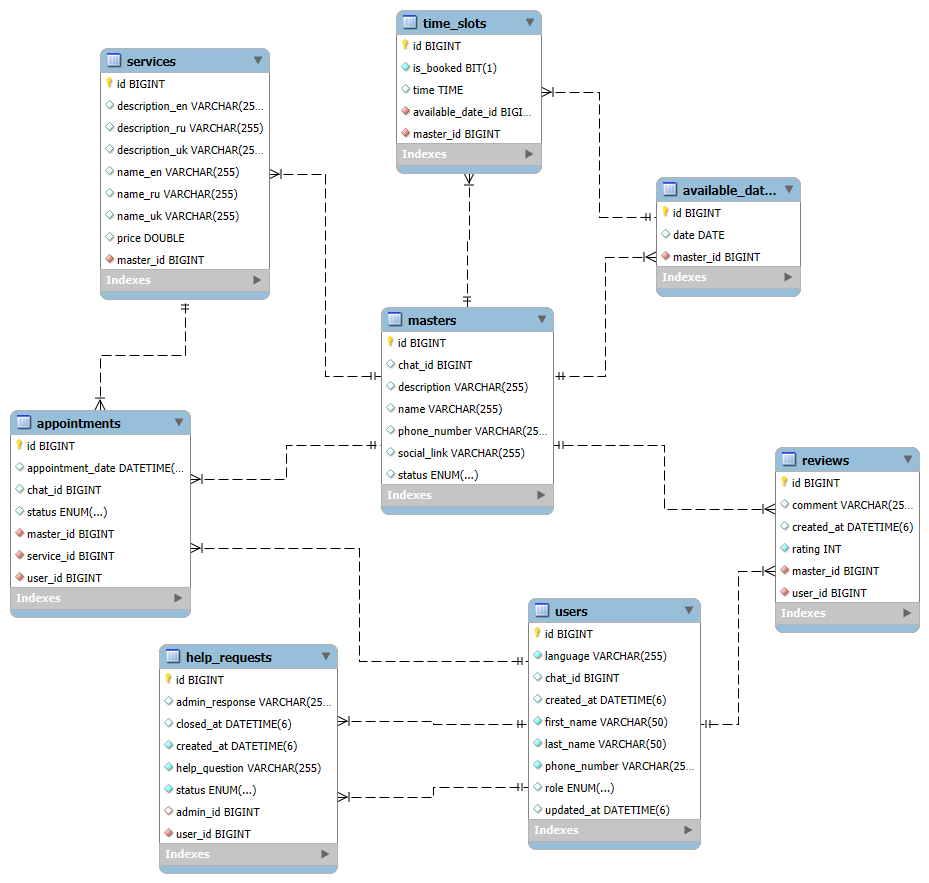 time_slots
id BIGINT
is_booked BIT(1)
time TIME
available_date_id BIGI...
master_id BIGINT
Indexes
services
id BIGINT
description_en VARCHAR(25...
description_ru VARCHAR(255)
description_uk VARCHAR(25...
name_en VARCHAR(255)
name_ru VARCHAR(255)
name_uk VARCHAR(255)
price DOUBLE
master_id BIGINT
Indexes
available_dat...
id BIGINT
date DATE
master_id BIGINT
Indexes
masters
id BIGINT
chat_id BIGINT
description VARCHAR(255)
name VARCHAR(255)
phone_number VARCHAR(25...
social_link VARCHAR(255)
status ENUM(...)
Indexes
appointments
id BIGINT
appointment_date DATETIME(...
chat_id BIGINT
status ENUM(...)
master_id BIGINT
service_id BIGINT
user_id BIGINT
Indexes
reviews
id BIGINT
comment VARCHAR(25...
created_at DATETIME(6)
rating INT
master_id BIGINT
user_id BIGINT
Indexes
users
id BIGINT
language VARCHAR(255)
chat_id BIGINT
created_at DATETIME(6)
first_name VARCHAR(50)
last_name VARCHAR(50)
phone_number VARCHAR(25...
role ENUM(...)
updated_at DATETIME(6)
Indexes
help_requests
id BIGINT
admin_response VARCHAR(25...
closed_at DATETIME(6)
created_at DATETIME(6)
help_question VARCHAR(255)
status ENUM(...)
admin_id BIGINT
user_id BIGINT
Indexes